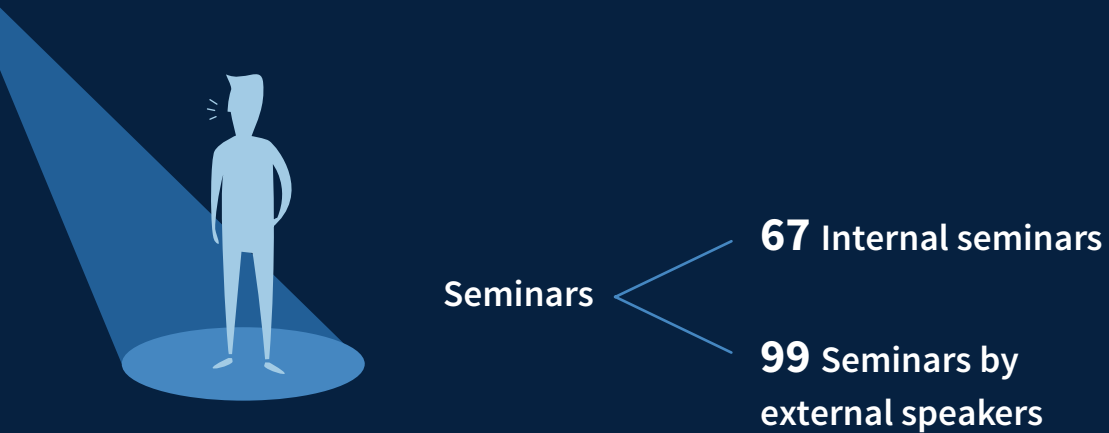 Seminars
67 Internal seminars
99 Seminars by
external speakers